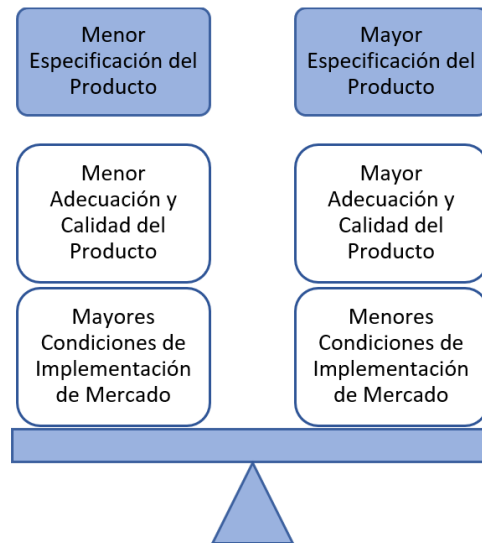 Menor
Especificación del
Producto
Mayor
Especificación del
Producto
Menor
Adecuación y
Calidad del
Producto
Mayor
Adecuación y
Calidad del
Producto
Mayores
Condiciones de
Implementación
de Mercado
Menores
Condiciones de
Implementación
de Mercado